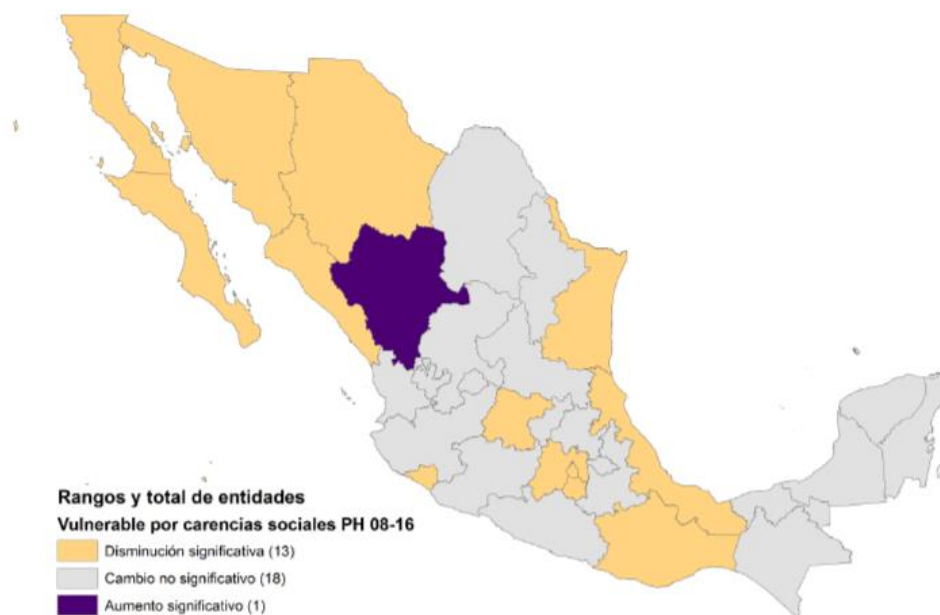 Rangos y total de entidades
Vulnerable por carencias sociales PH 08-16
Disminución significativa (13)
Cambio no significativo (18)
Aumento significativo (1)